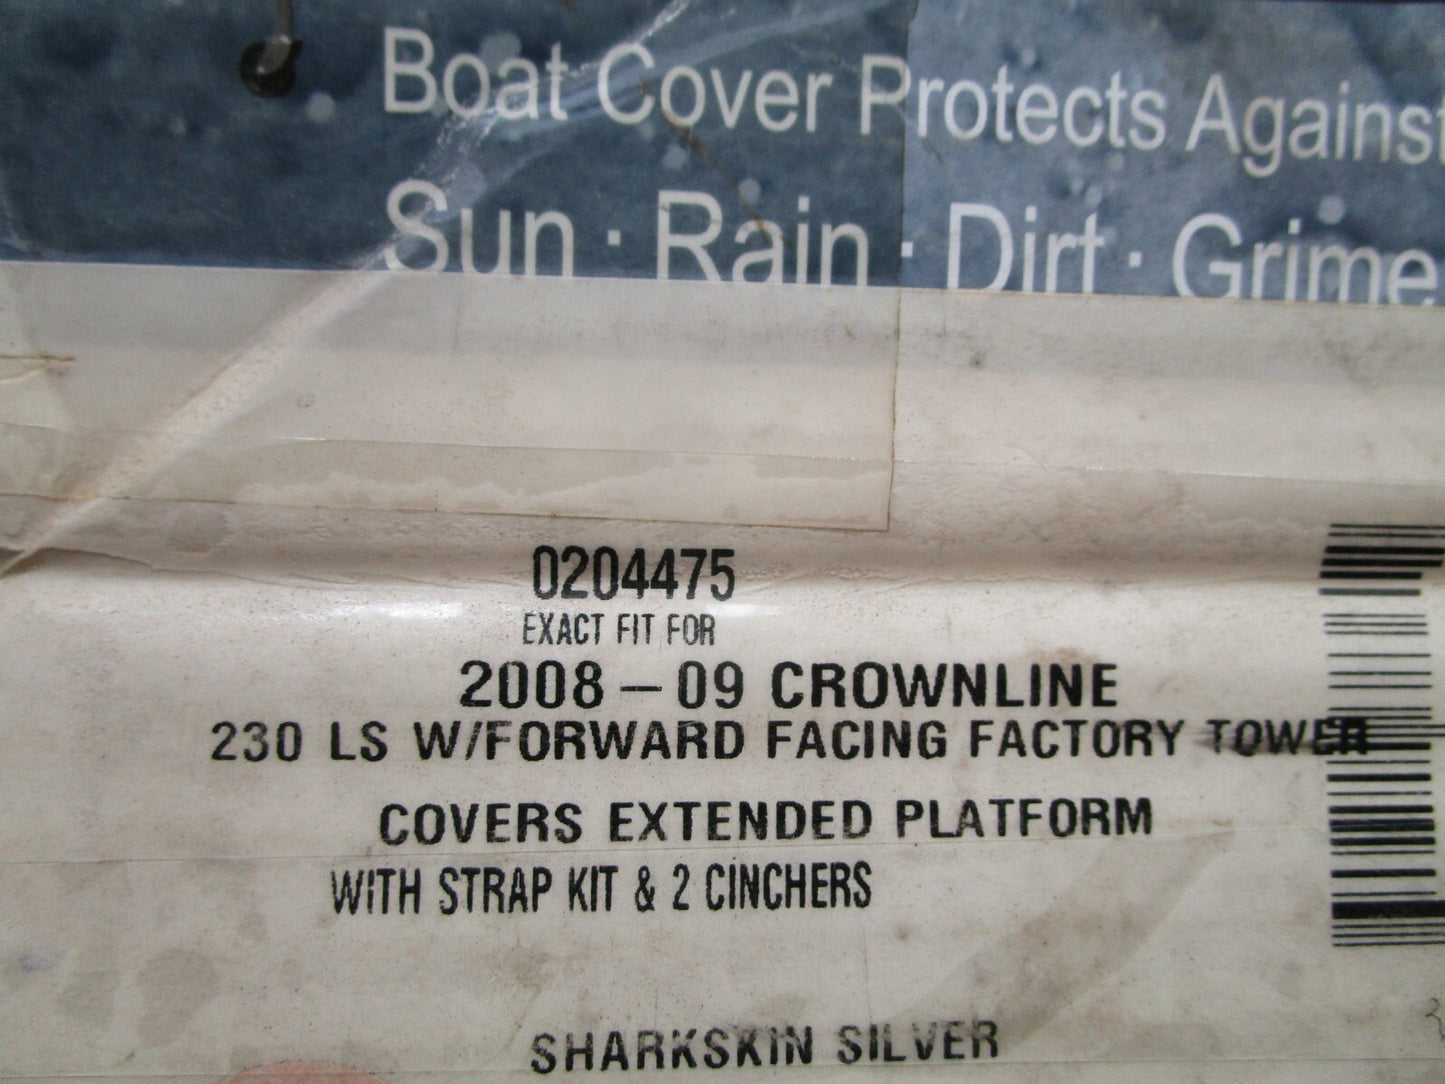 Boat Cover Protects Against
Sun · Rain · Dirt · Grime
0204475
EXACT FIT FOR
2008 – 09 CROWNLINE
230 LS W/FORWARD FACING FACTORY TOWER
COVERS EXTENDED PLATFORM
WITH STRAP KIT & 2 CINCHERS
SHARKSKIN SILVER